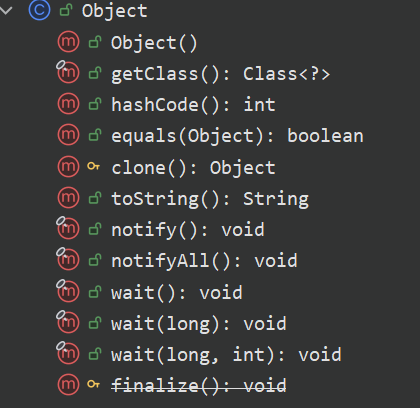 Object
Object()
getClass(): Class<?>
hashCode(): int
equals(Object): boolean
clone(): Object
toString(): String
notify(): void
notifyAll(): void
wait(): void
wait(long): void
wait(long, int): void
finalize(): void